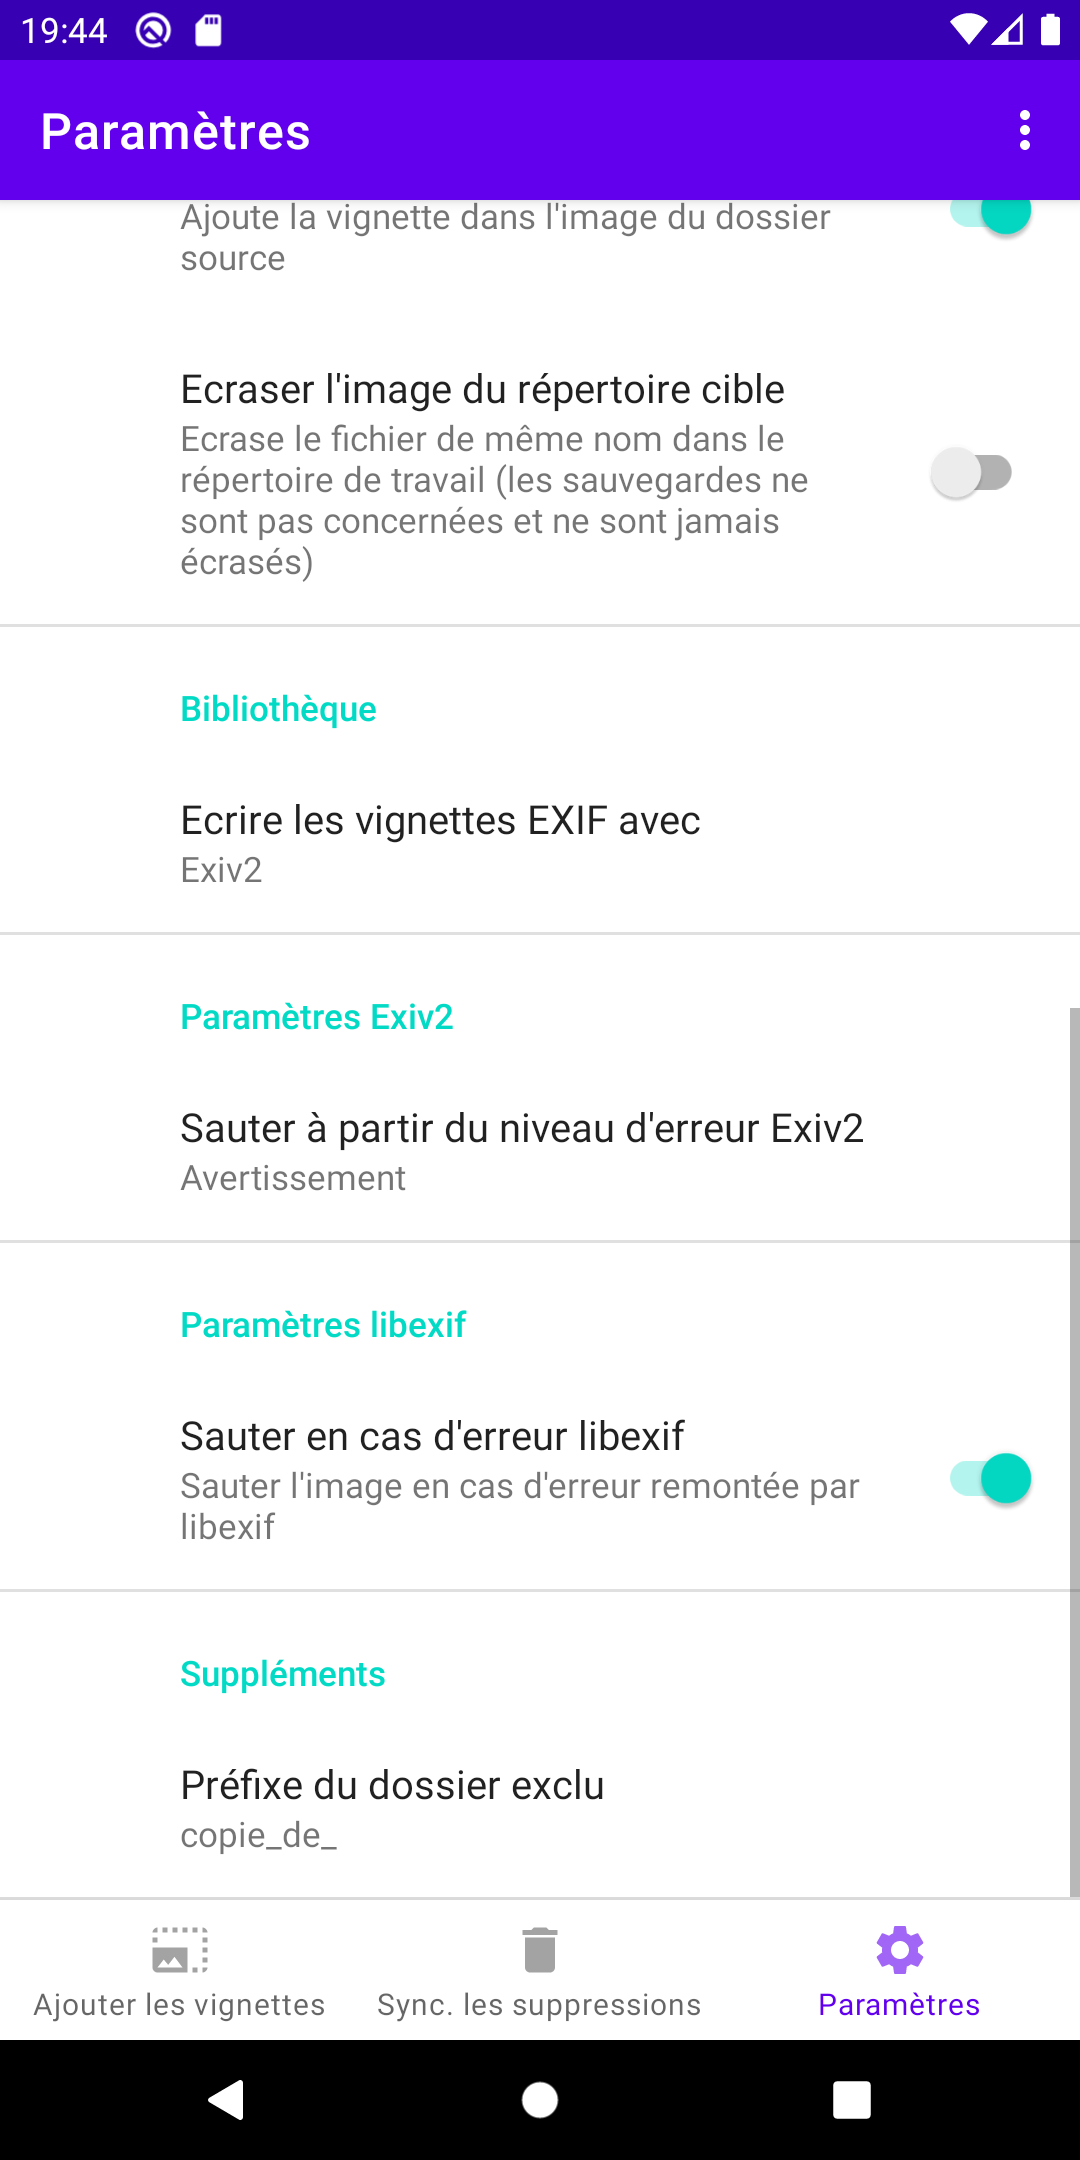 19:44
Paramètres
Ajoute la vignette dans l'image du dossier
source
Ecraser l'image du répertoire cible
Ecrase le fichier de même nom dans le
répertoire de travail (les sauvegardes ne
sont pas concernées et ne sont jamais
écrasés)
Bibliothèque
Ecrire les vignettes EXIF avec
Exiv2
Paramètres Exiv2
Sauter à partir du niveau d'erreur Exiv2
Avertissement
Paramètres libexif
Sauter en cas d'erreur libexif
Sauter l'image en cas d'erreur remontée par
libexif
Suppléments
Préfixe du dossier exclu
copie_de_
Ajouter les vignettes
Sync. les suppressions
Paramètres